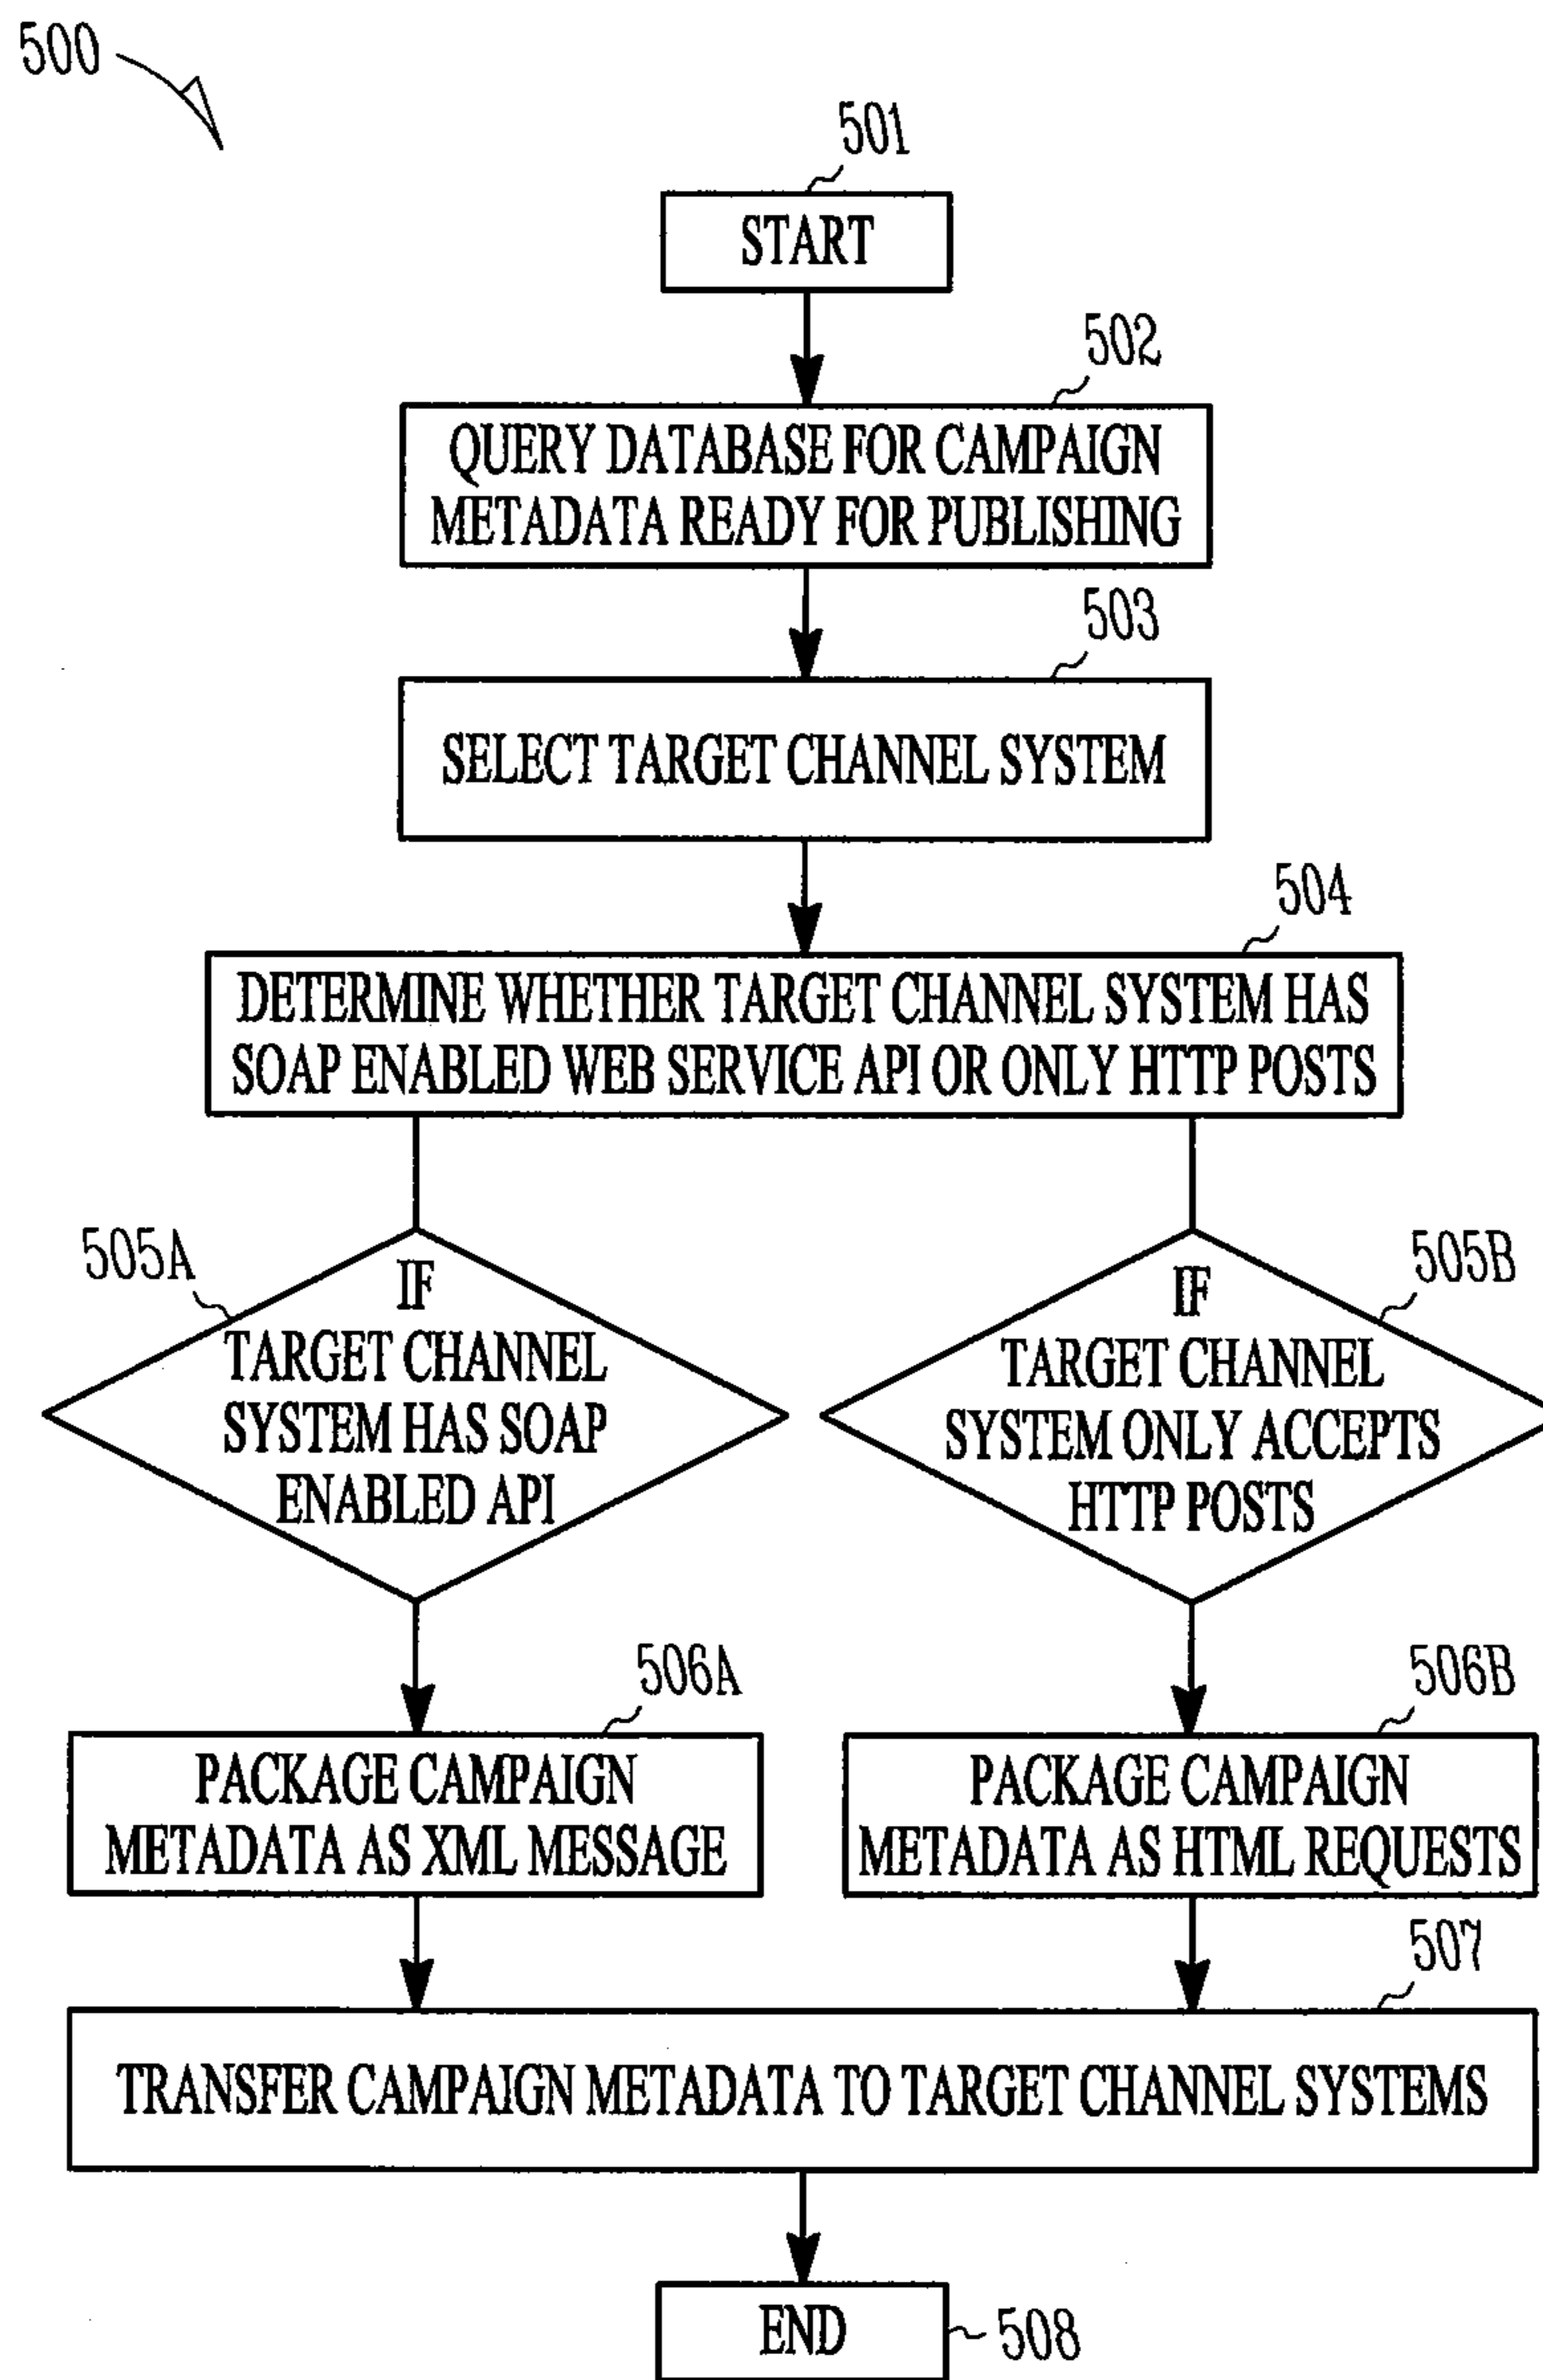 500
501
START
502
QUERY DATABASE FOR CAMPAIGN
METADATA READY FOR PUBLISHING
503
SELECT TARGET CHANNEL SYSTEM
504
DETERMINE WHETHER TARGET CHANNEL SYSTEM HAS
SOAP ENABLED WEB SERVICE API OR ONLY HTTP POSTS
505A
IF
TARGET CHANNEL
SYSTEM HAS SOAP
ENABLED API
505B
IF
TARGET CHANNEL
SYSTEM ONLY ACCEPTS
HTTP POSTS
506A
PACKAGE CAMPAIGN
METADATA AS XML MESSAGE
506B
PACKAGE CAMPAIGN
METADATA AS HTML REQUESTS
507
TRANSFER CAMPAIGN METADATA TO TARGET CHANNEL SYSTEMS
END
508